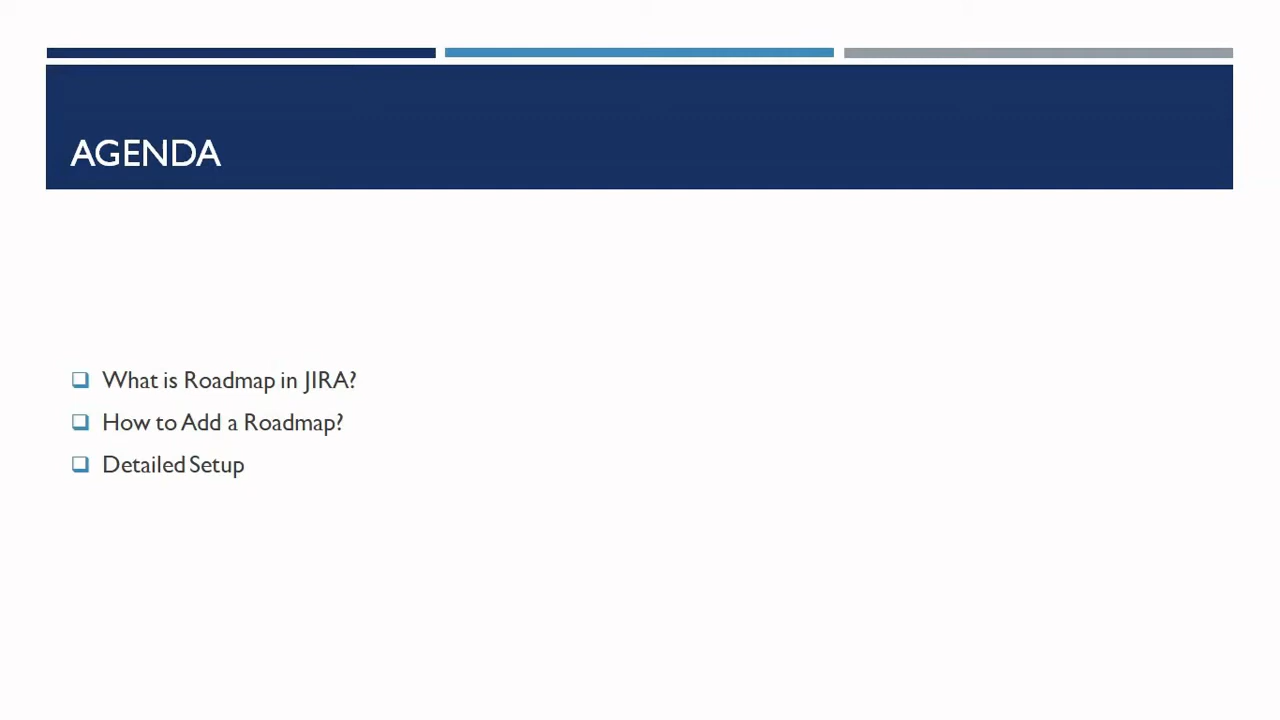 AGENDA
What is Roadmap in JIRA?
How to Add a Roadmap?
Detailed Setup